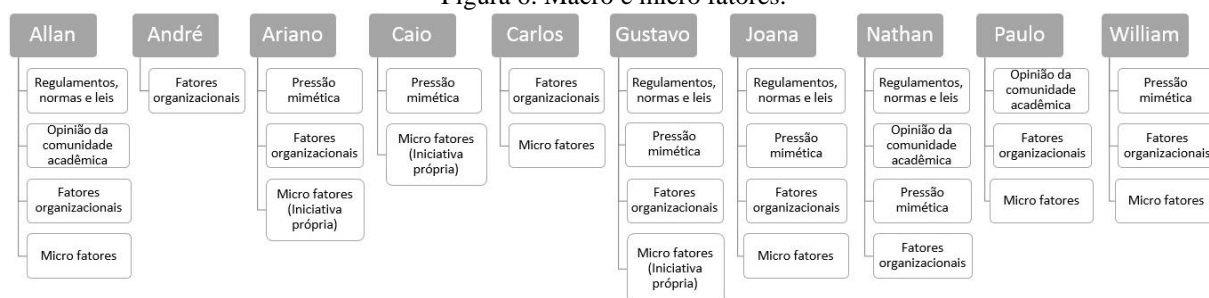 Figura 6. Macro e micro fatores.
Allan
Regulamentos,
normas e leis
Opinião da
comunidade
acadêmica
Fatores
organizacionais
Micro fatores
André
Fatores
organizacionais
Ariano
Pressão
mimética
Fatores
organizacionais
Micro fatores
(Iniciativa
própria)
Caio
Pressão
mimética
Micro fatores
(Iniciativa
própria)
Carlos
Fatores
organizacionais
Micro fatores
Gustavo
Regulamentos,
normas e leis
Pressão
mimética
Fatores
organizacionais
Micro fatores
(Iniciativa
própria)
Joana
Regulamentos,
normas e leis
Pressão
mimética
Fatores
organizacionais
Micro fatores
Nathan
Regulamentos,
normas e leis
Opinião da
comunidade
acadêmica
Pressão
mimética
Fatores
organizacionais
Paulo
Opinião da
comunidade
acadêmica
Fatores
organizacionais
Micro fatores
William
Pressão
mimética
Fatores
organizacionais
Micro fatores